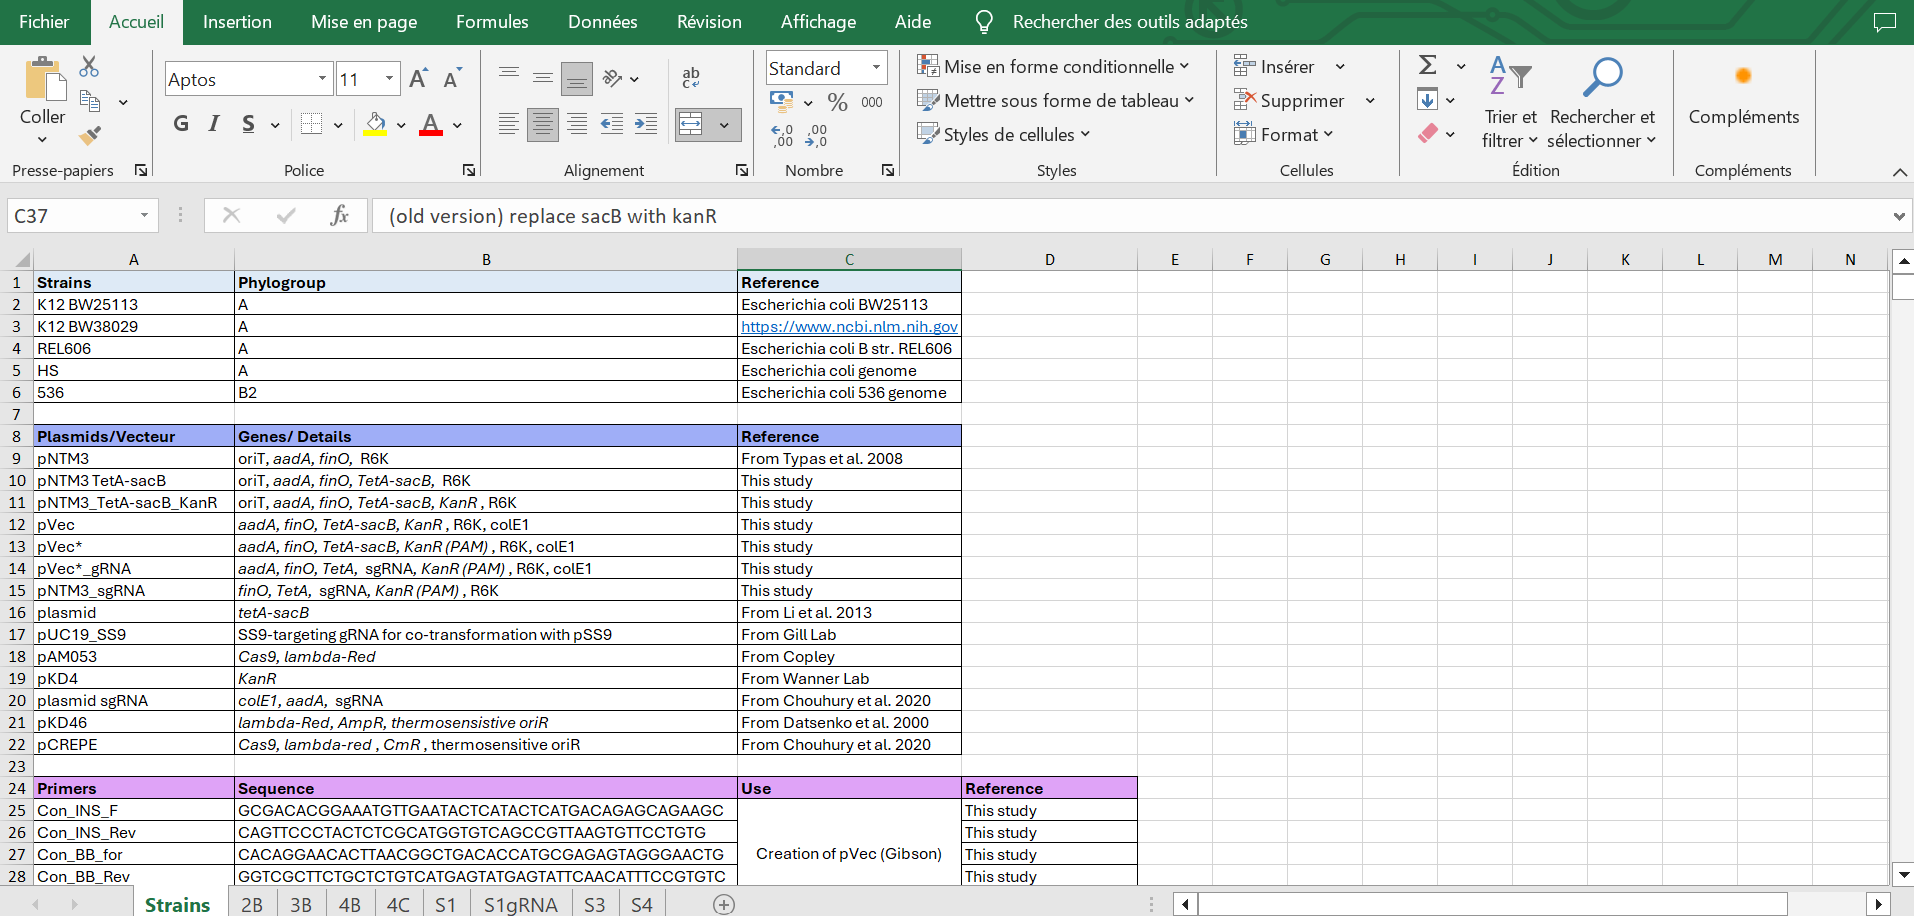 Fichier Accueil Insertion Mise en page Formules Données Révision Affichage Aide Rechercher des outils adaptés
Coller
Presse-papiers
Aptos 11
G I S
Police
ab
c
Alignement
Standard
% 000
,0 ,00
,00 ,0
Nombre
Mise en forme conditionnelle
Mettre sous forme de tableau
Styles de cellules
Styles
Insérer
Supprimer
Format
Cellules
Σ
A
Z
Trier et
filtrer
Rechercher et
sélectionner
Édition
Compléments
Compléments
C37 fx (old version) replace sacB with kanR
A B C D E F G H I J K L M N
1 Strains Phylogroup Reference
2 K12 BW25113 A Escherichia coli BW25113
3 K12 BW38029 A https://www.ncbi.nlm.nih.gov
4 REL606 A Escherichia coli B str. REL606
5 HS A Escherichia coli genome
6 536 B2 Escherichia coli 536 genome
7
8 Plasmids/Vecteur Genes/ Details Reference
9 pNTM3 oriT, aadA, finO, R6K From Typas et al. 2008
10 pNTM3 TetA-sacB oriT, aadA, finO, TetA-sacB, R6K This study
11 pNTM3_TetA-sacB_KanR oriT, aadA, finO, TetA-sacB, KanR , R6K This study
12 pVec aadA, finO, TetA-sacB, KanR , R6K, colE1 This study
13 pVec* aadA, finO, TetA-sacB, KanR (PAM) , R6K, colE1 This study
14 pVec*_gRNA aadA, finO, TetA, sgRNA, KanR (PAM) , R6K, colE1 This study
15 pNTM3_sgRNA finO, TetA, sgRNA, KanR (PAM) , R6K This study
16 plasmid tetA-sacB From Li et al. 2013
17 pUC19_SS9 SS9-targeting gRNA for co-transformation with pSS9 From Gill Lab
18 pAM053 Cas9, lambda-Red From Copley
19 pKD4 KanR From Wanner Lab
20 plasmid sgRNA colE1, aadA, sgRNA From Chouhury et al. 2020
21 pKD46 lambda-Red, AmpR, thermosensistive oriR From Datsenko et al. 2000
22 pCREPE Cas9, lambda-red , CmR , thermosensitive oriR From Chouhury et al. 2020
23
24 Primers Sequence Use Reference
25 Con_INS_F GCGACACGGAAATGTTGAATACTCATACTCATGACAGAGCAGAAGC This study
26 Con_INS_Rev CAGTTCCCTACTCTCGCATGGTGTCAGCCGTTAAGTGTTCCTGTG This study
27 Con_BB_for CACAGGAACACTTAACGGCTGACACCATGCGAGAGTAGGGAACTG Creation of pVec (Gibson) This study
28 Con_BB_Rev GGTCGCTTCTGCTCTGTCATGAGTATGAGTATTCAACATTTCCGTGTC This study
Strains 2B 3B 4B 4C S1 S1gRNA S3 S4